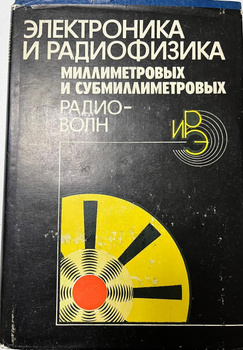 ЭЛЕКТРОНИКА
И РАДИОФИЗИКА
МИЛЛИМЕТРОВЫХ
И СУБМИЛЛИМЕТРОВЫХ
РАДИО-
ВОЛН
ИРЭ